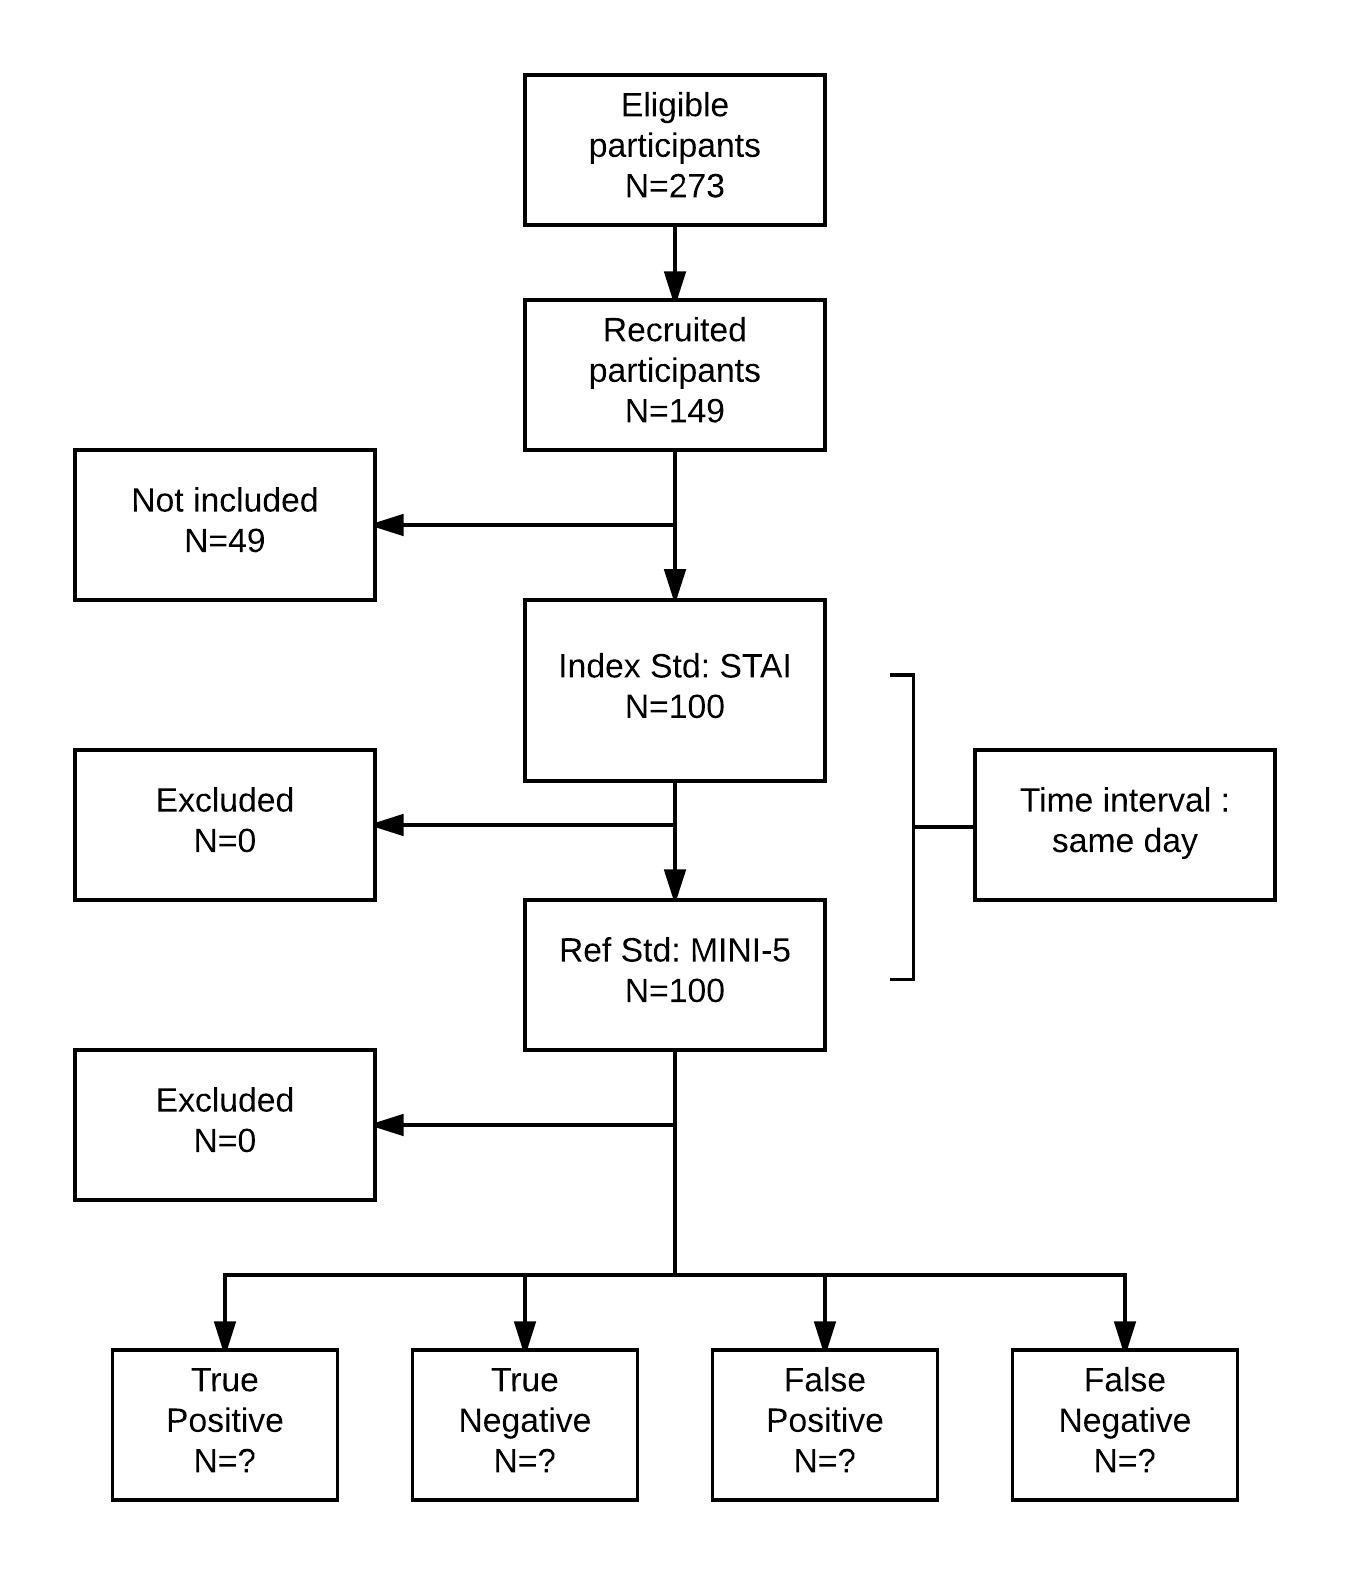 Eligible
participants
N=273
Recruited
participants
N=149
Not included
N=49
Index Std: STAI
N=100
Excluded
N=0
Time interval :
same day
Ref Std: MINI-5
N=100
Excluded
N=0
True
Positive
N=?
True
Negative
N=?
False
Positive
N=?
False
Negative
N=?